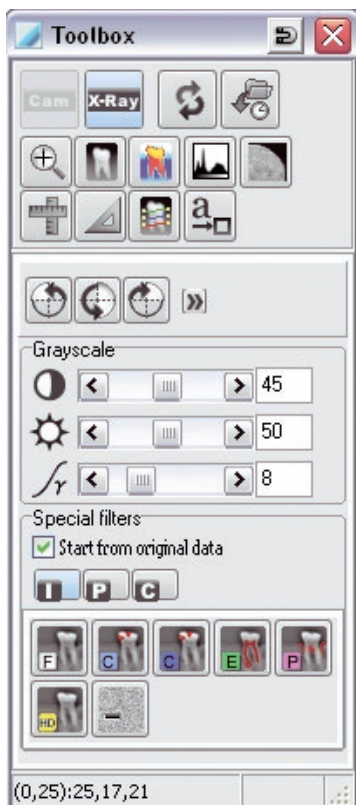 Toolbox
Cam X-Ray
a
Grayscale
45
50
γ 8
Special filters
Start from original data
I P C
F C C E P
HD
(0,25):25,17,21